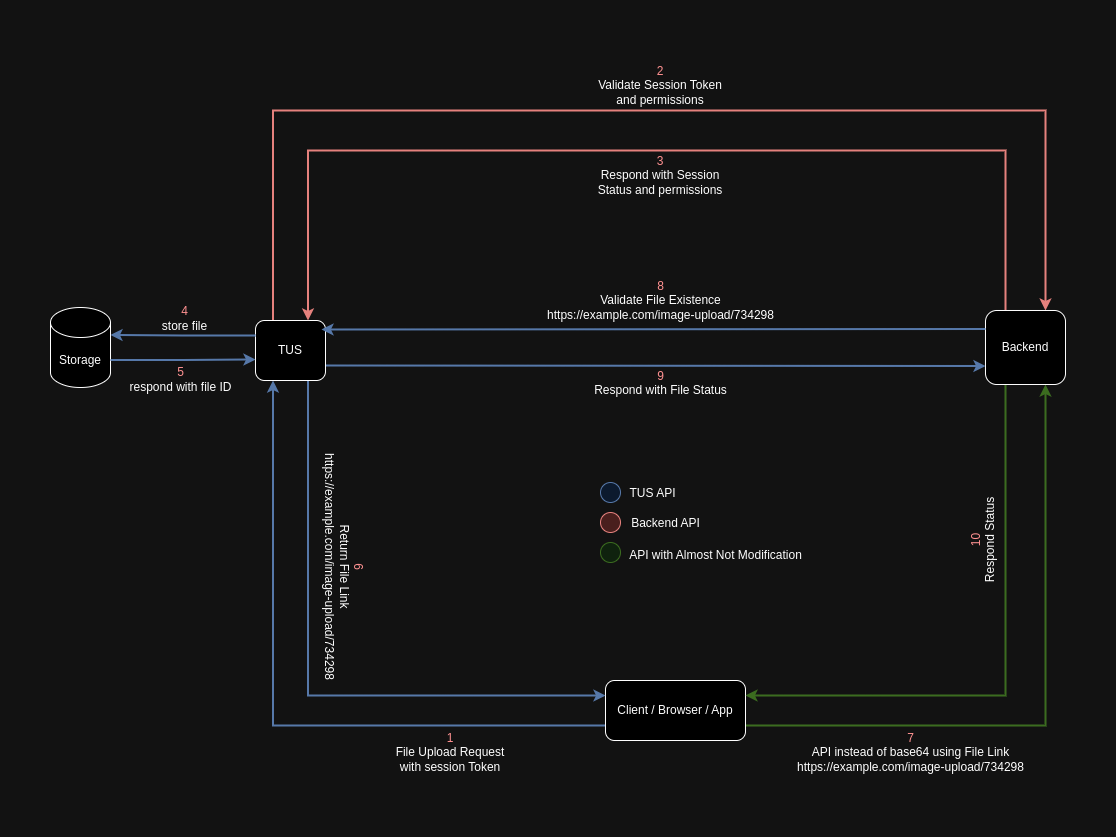 2
Validate Session Token
and permissions
3
Respond with Session
Status and permissions
8
Validate File Existence
https://example.com/image-upload/734298
4
store file
Storage
TUS
Backend
5
respond with file ID
9
Respond with File Status
6
Return File Link
https://example.com/image-upload/734298
TUS API
Backend API
API with Almost Not Modification
10
Respond Status
Client / Browser / App
1
File Upload Request
with session Token
7
API instead of base64 using File Link
https://example.com/image-upload/734298